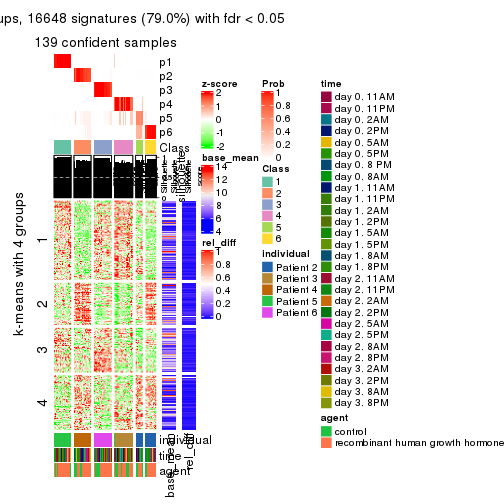 ups, 16648 signatures (79.0%) with fdr < 0.05
139 confident samples
p1
p2
p3
p4
p5
p6
Class
k-means with 4 groups
1
2
3
4
individual
time
agent
base_mean
rel_diff
z-score
2
1
0
-1
-2
base_mean
14
12
10
8
6
4
rel_diff
1
0.8
0.6
0.4
0.2
0
Prob
1
0.8
0.6
0.4
0.2
0
Class
1
2
3
4
5
6
individual
Patient 2
Patient 3
Patient 4
Patient 5
Patient 6
time
day 0. 11AM
day 0. 11PM
day 0. 2AM
day 0. 2PM
day 0. 5AM
day 0. 5PM
day 0. 8 PM
day 0. 8AM
day 1. 11AM
day 1. 11PM
day 1. 2AM
day 1. 2PM
day 1. 5AM
day 1. 5PM
day 1. 8AM
day 1. 8PM
day 2. 11AM
day 2. 11PM
day 2. 2AM
day 2. 2PM
day 2. 5AM
day 2. 5PM
day 2. 8AM
day 2. 8PM
day 3. 2AM
day 3. 2PM
day 3. 8AM
day 3. 8PM
agent
control
recombinant human growth hormone